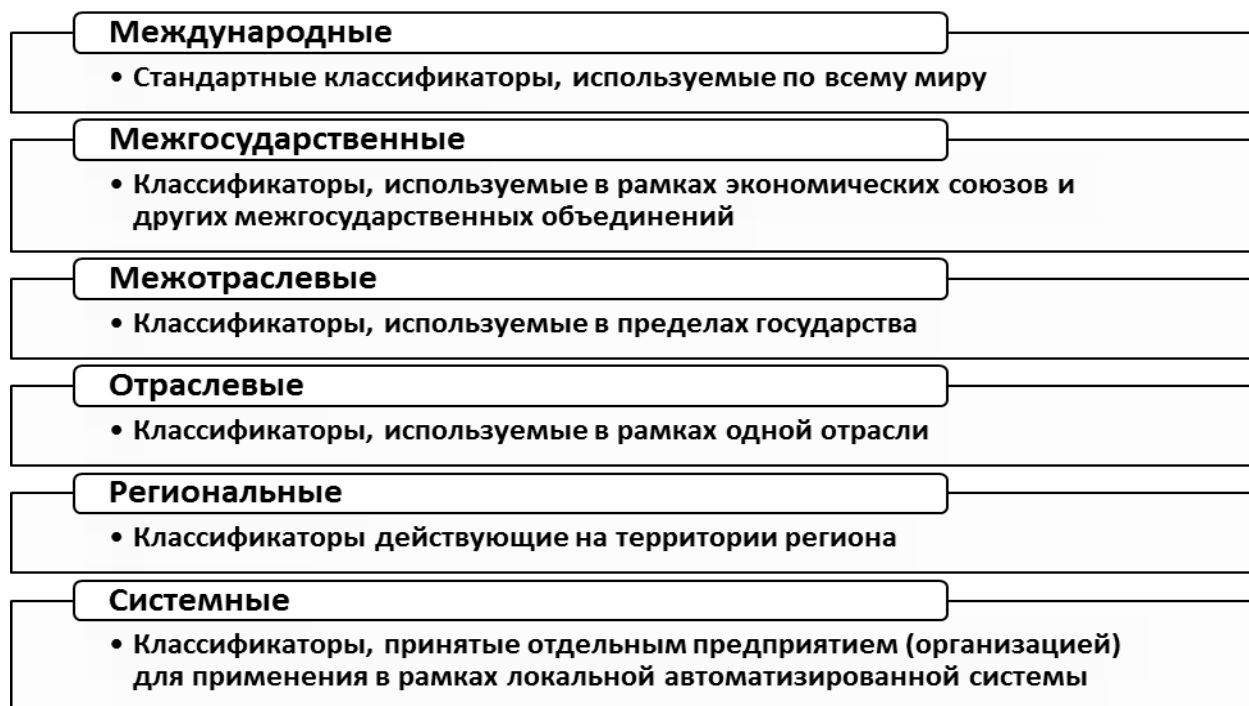 Международные
• Стандартные классификаторы, используемые по всему миру
Межгосударственные
• Классификаторы, используемые в рамках экономических союзов и
других межгосударственных объединений
Межотраслевые
• Классификаторы, используемые в пределах государства
Отраслевые
• Классификаторы, используемые в рамках одной отрасли
Региональные
• Классификаторы действующие на территории региона
Системные
• Классификаторы, принятые отдельным предприятием (организацией)
для применения в рамках локальной автоматизированной системы